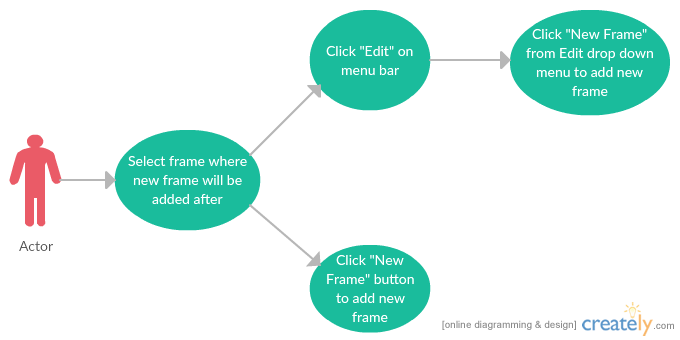 Click "Edit" on
menu bar
Click "New Frame"
from Edit drop down
menu to add new
frame
Select frame where
new frame will be
added after
Actor
Click "New
Frame" button
to add new
frame
[online diagramming & design] creately.com